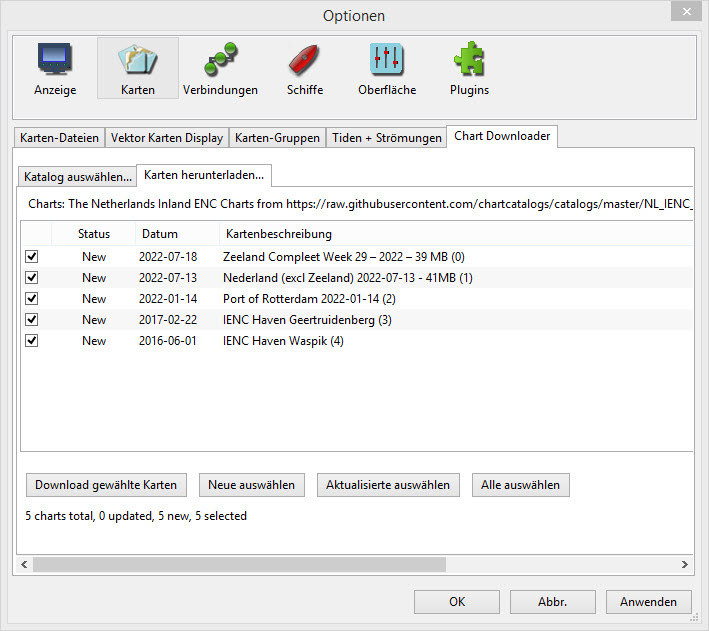 Optionen
Anzeige Karten Verbindungen Schiffe Oberfläche Plugins
Karten-Dateien Vektor Karten Display Karten-Gruppen Tiden + Strömungen Chart Downloader
Katalog auswählen... Karten herunterladen...
Charts: The Netherlands Inland ENC Charts from https://raw.githubusercontent.com/chartcatalogs/catalogs/master/NL_IENC_
Status Datum Kartenbeschreibung
New 2022-07-18 Zeeland Compleet Week 29 – 2022 – 39 MB (0)
New 2022-07-13 Nederland (excl Zeeland) 2022-07-13 - 41MB (1)
New 2022-01-14 Port of Rotterdam 2022-01-14 (2)
New 2017-02-22 IENC Haven Geertruidenberg (3)
New 2016-06-01 IENC Haven Waspik (4)
Download gewählte Karten Neue auswählen Aktualisierte auswählen Alle auswählen
5 charts total, 0 updated, 5 new, 5 selected
OK Abbr. Anwenden